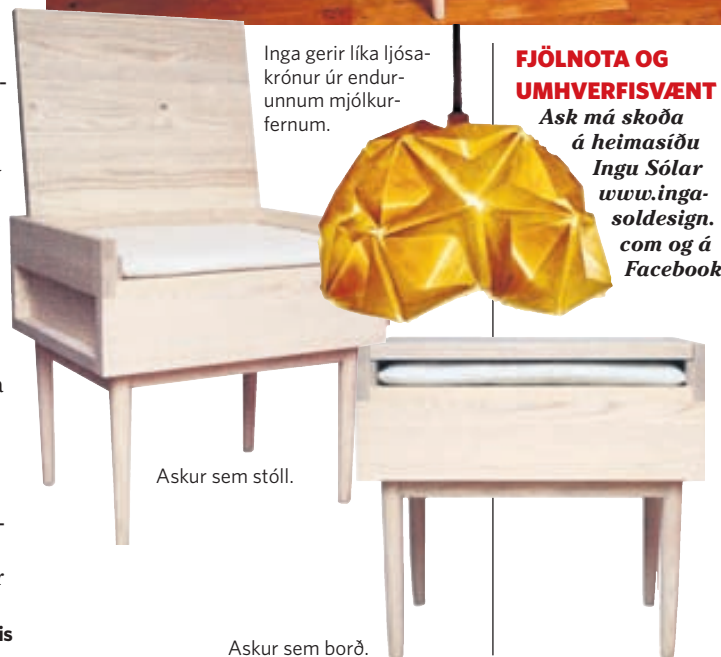 Inga gerir líka ljósa-
krónur úr endur-
unnum mjólkur-
fernum.
FJÖLNOTA OG
UMHVERFISVÆNT
Ask má skoða
á heimasíðu
Ingu Sólar
www.inga-
soldesign.
com og á
Facebook
Askur sem stóll.
is
Askur sem borð.